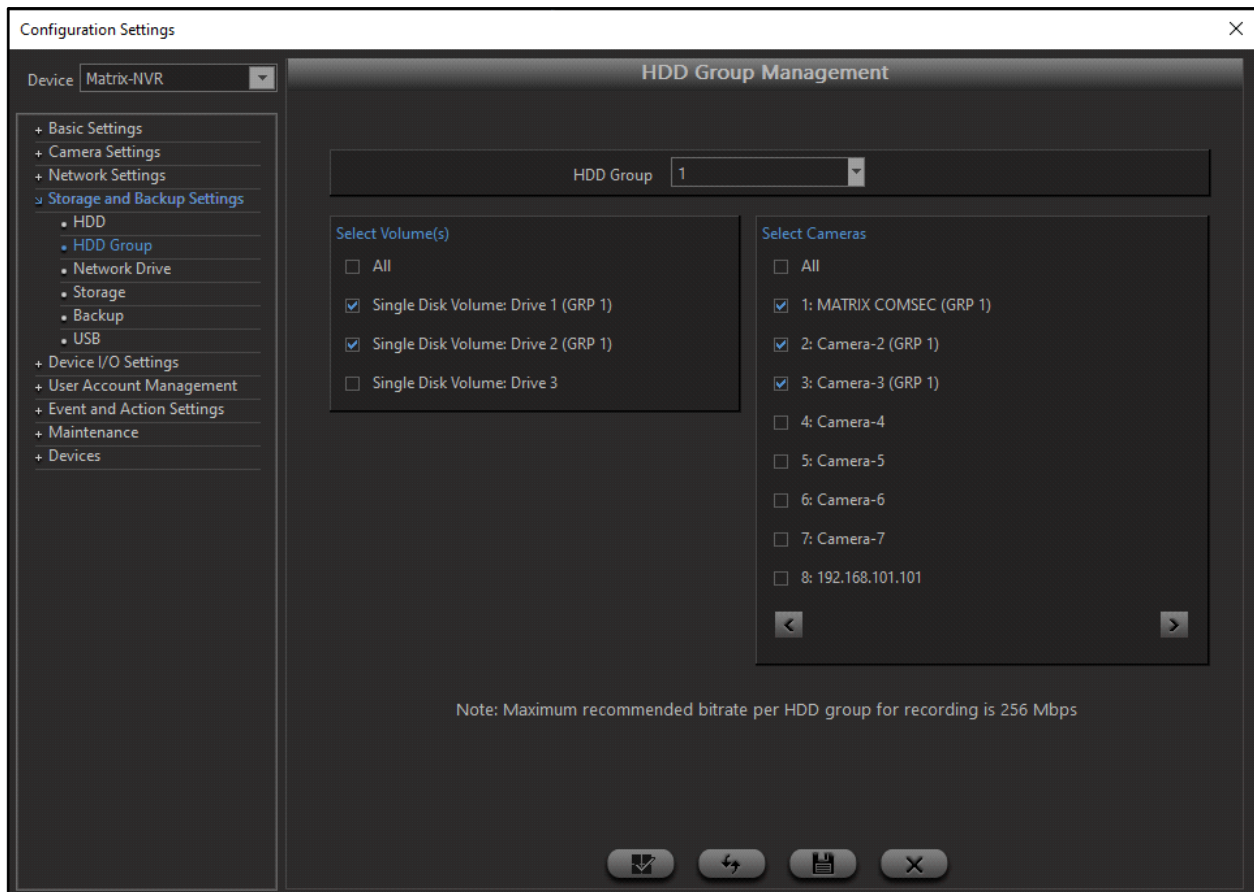 Configuration Settings
Device Matrix-NVR
+ Basic Settings
+ Camera Settings
+ Network Settings
Storage and Backup Settings
• HDD
• HDD Group
• Network Drive
• Storage
• Backup
• USB
+ Device I/O Settings
+ User Account Management
+ Event and Action Settings
+ Maintenance
+ Devices
HDD Group Management
HDD Group 1
Select Volume(s)
All
Single Disk Volume: Drive 1 (GRP 1)
Single Disk Volume: Drive 2 (GRP 1)
Single Disk Volume: Drive 3
Select Cameras
All
1: MATRIX COMSEC (GRP 1)
2: Camera-2 (GRP 1)
3: Camera-3 (GRP 1)
4: Camera-4
5: Camera-5
6: Camera-6
7: Camera-7
8: 192.168.101.101
Note: Maximum recommended bitrate per HDD group for recording is 256 Mbps